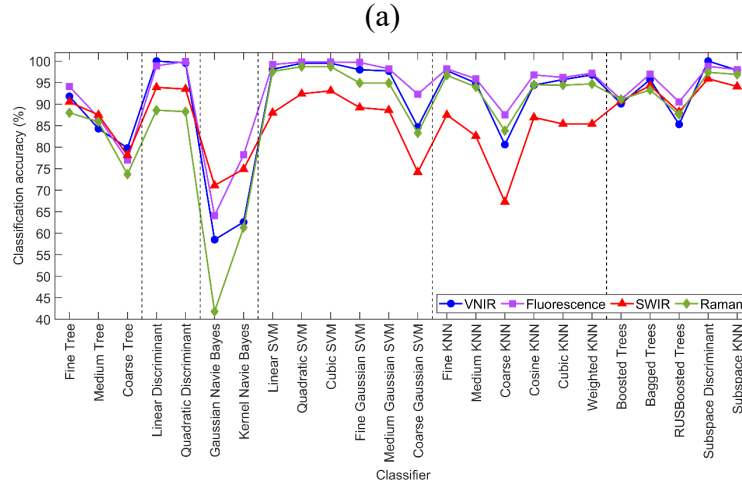 (a)
Classification accuracy (%)
100
95
90
85
80
75
70
65
60
55
50
45
40
VNIR
Fluorescence
SWIR
Raman
Fine Tree
Medium Tree
Coarse Tree
Linear Discriminant
Quadratic Discriminant
Gaussian Navie Bayes
Kernel Navie Bayes
Linear SVM
Quadratic SVM
Cubic SVM
Fine Gaussian SVM
Medium Gaussian SVM
Coarse Gaussian SVM
Fine KNN
Medium KNN
Coarse KNN
Cosine KNN
Cubic KNN
Weighted KNN
Boosted Trees
Bagged Trees
RUSBoosted Trees
Subspace Discriminant
Subspace KNN
Classifier